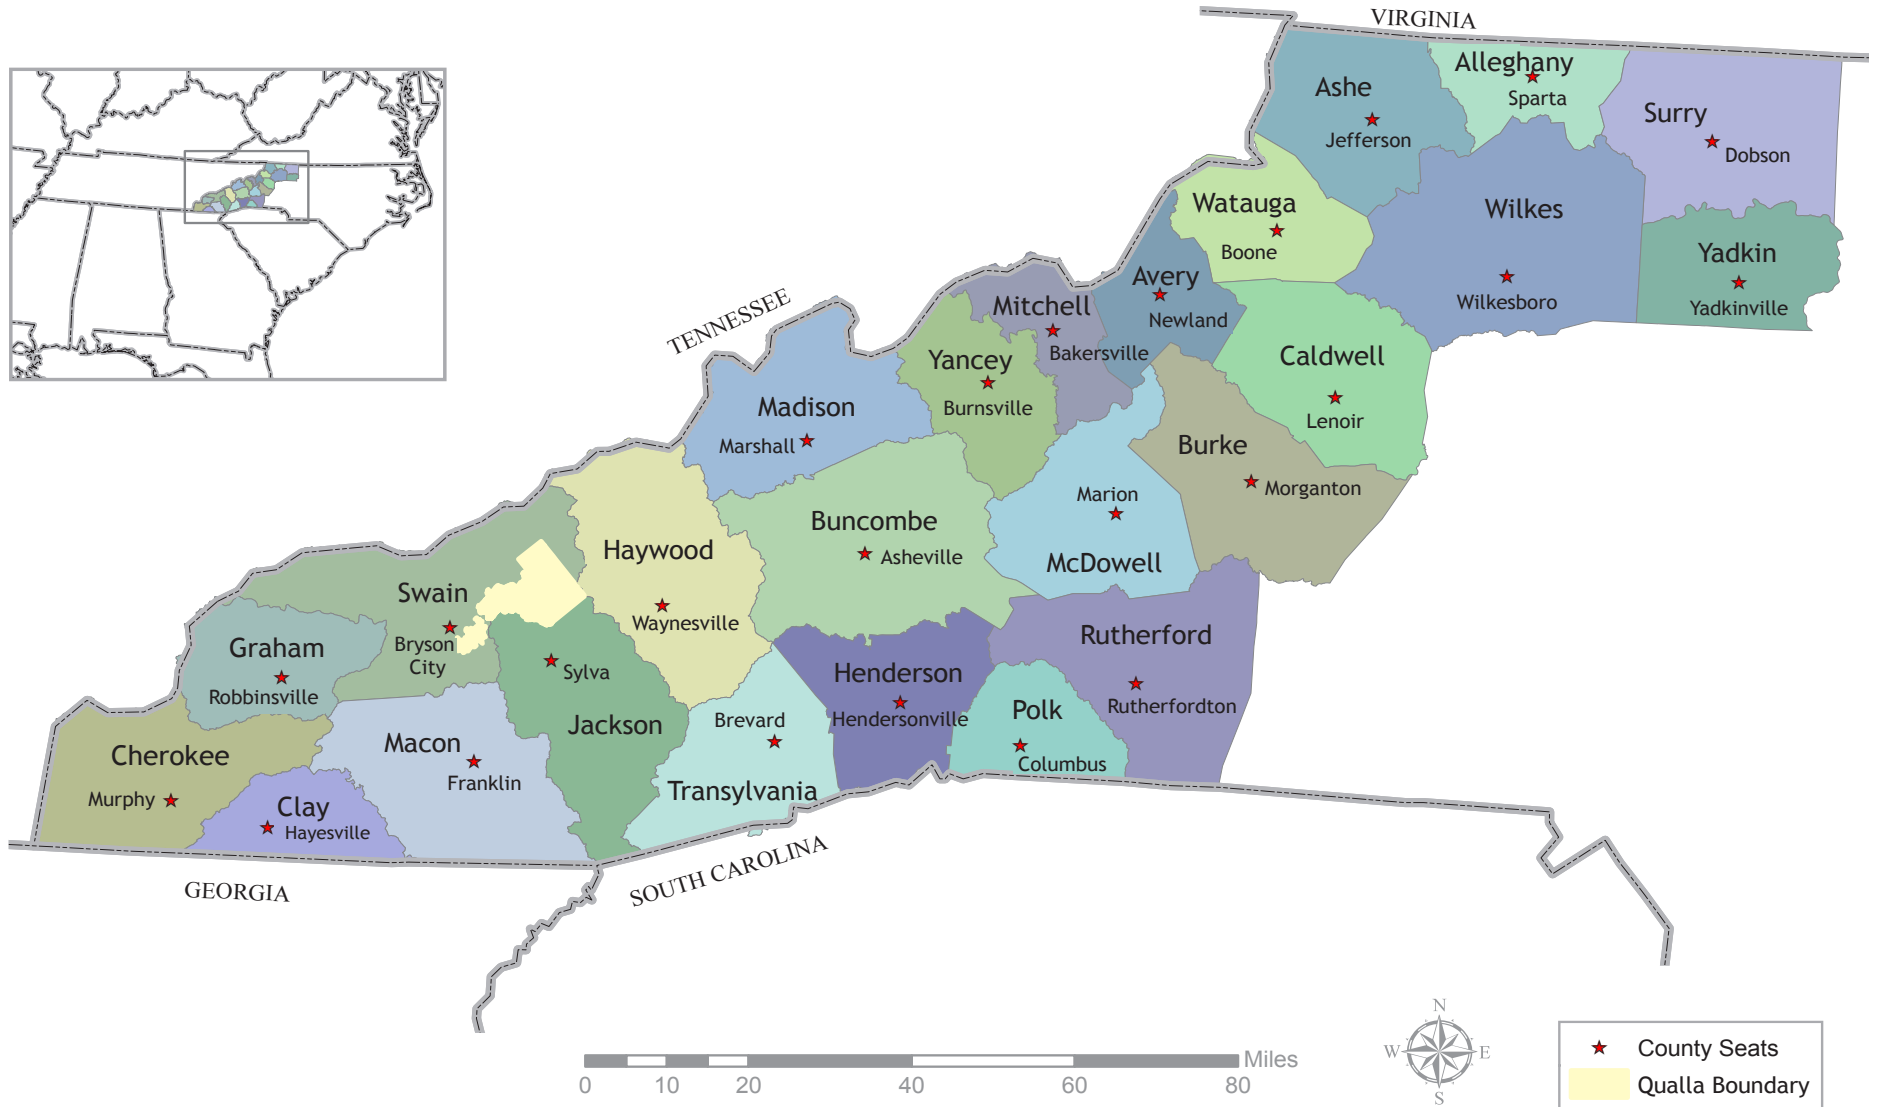 VIRGINIA
Alleghany
Sparta
Ashe
Jefferson
Surry
Dobson
Watauga
Boone
Wilkes
Wilkesboro
Yadkin
Yadkinville
TENNESSEE
Avery
Newland
Mitchell
Bakersville
Yancey
Burnsville
Caldwell
Lenoir
Madison
Marshall
Burke
Morganton
Buncombe
Asheville
Marion
McDowell
Haywood
Waynesville
Swain
Bryson
City
Graham
Robbinsville
Sylva
Jackson
Henderson
Hendersonville
Rutherford
Rutherfordton
Polk
Columbus
Brevard
Transylvania
Macon
Franklin
Cherokee
Murphy
Clay
Hayesville
GEORGIA
SOUTH CAROLINA
Miles
0 10 20 40 60 80
N
W E
S
County Seats
Qualla Boundary